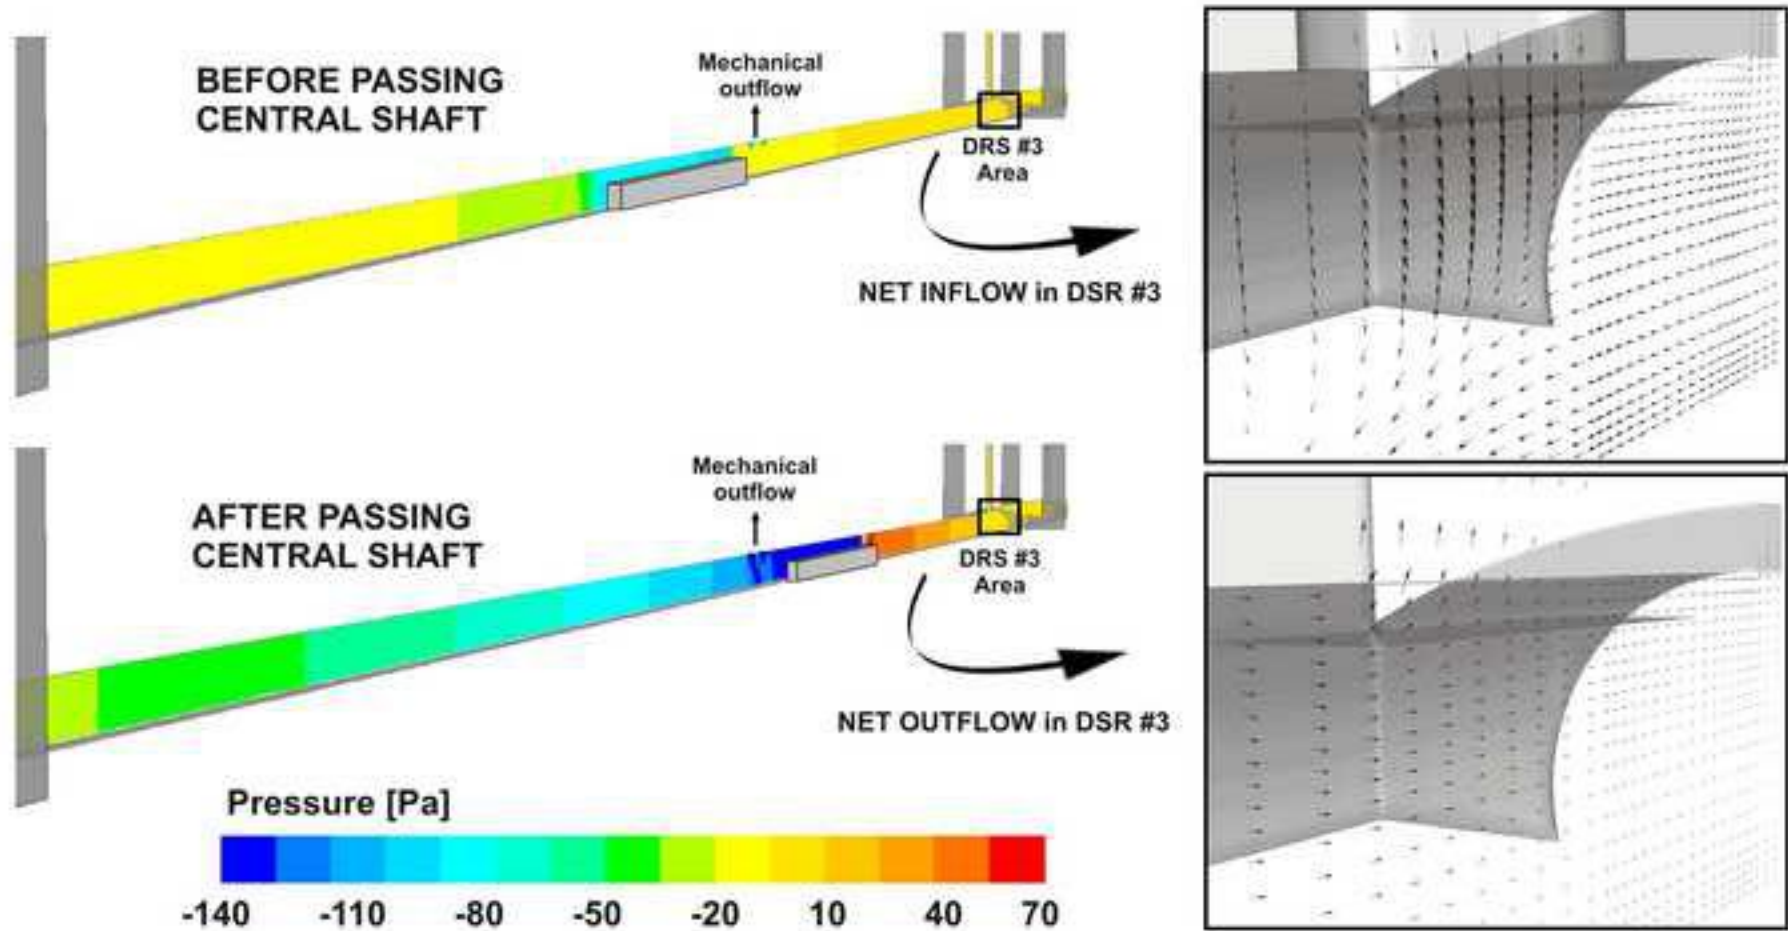 BEFORE PASSING
CENTRAL SHAFT
Mechanical
outflow
DRS #3
Area
NET INFLOW in DSR #3
AFTER PASSING
CENTRAL SHAFT
Mechanical
outflow
DRS #3
Area
NET OUTFLOW in DSR #3
Pressure [Pa]
-140 -110 -80 -50 -20 10 40 70